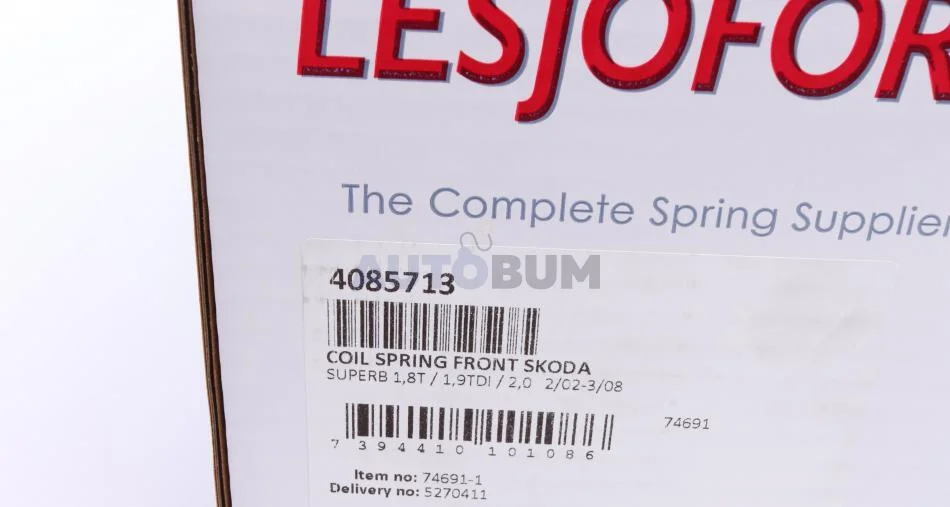 LESJOFOR
The Complete Spring Supplier
AUTOBUM
4085713
COIL SPRING FRONT SKODA
SUPERB 1,8T / 1,9TDI / 2,0 2/02-3/08
74691
7 394410 101086
Item no: 74691-1
Delivery no: 5270411